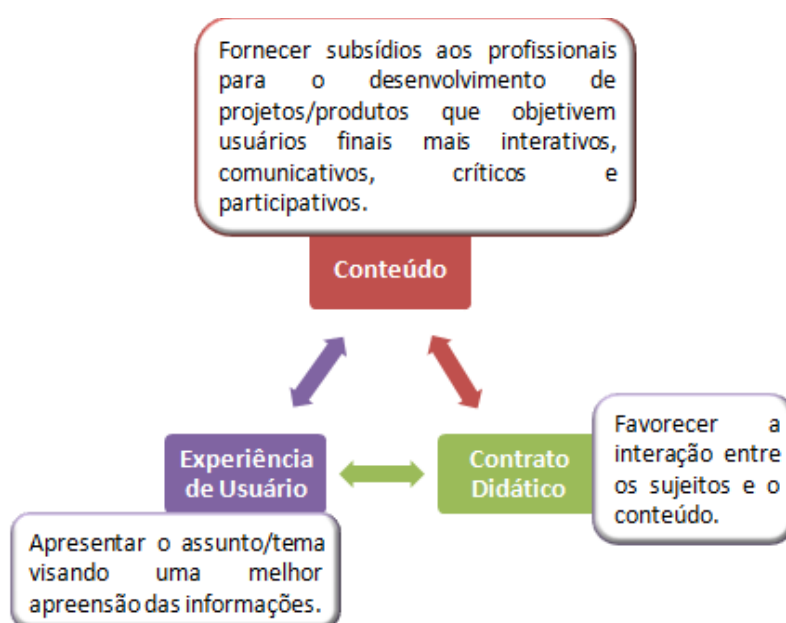 Fornecer subsídios aos profissionais
para o desenvolvimento de
projetos/produtos que objetivem
usuários finais mais interativos,
comunicativos, críticos e
participativos.
Conteúdo
Experiência
de Usuário
Contrato
Didático
Favorecer a
interação entre
os sujeitos e o
conteúdo.
Apresentar o assunto/tema
visando uma melhor
apreensão das informações.